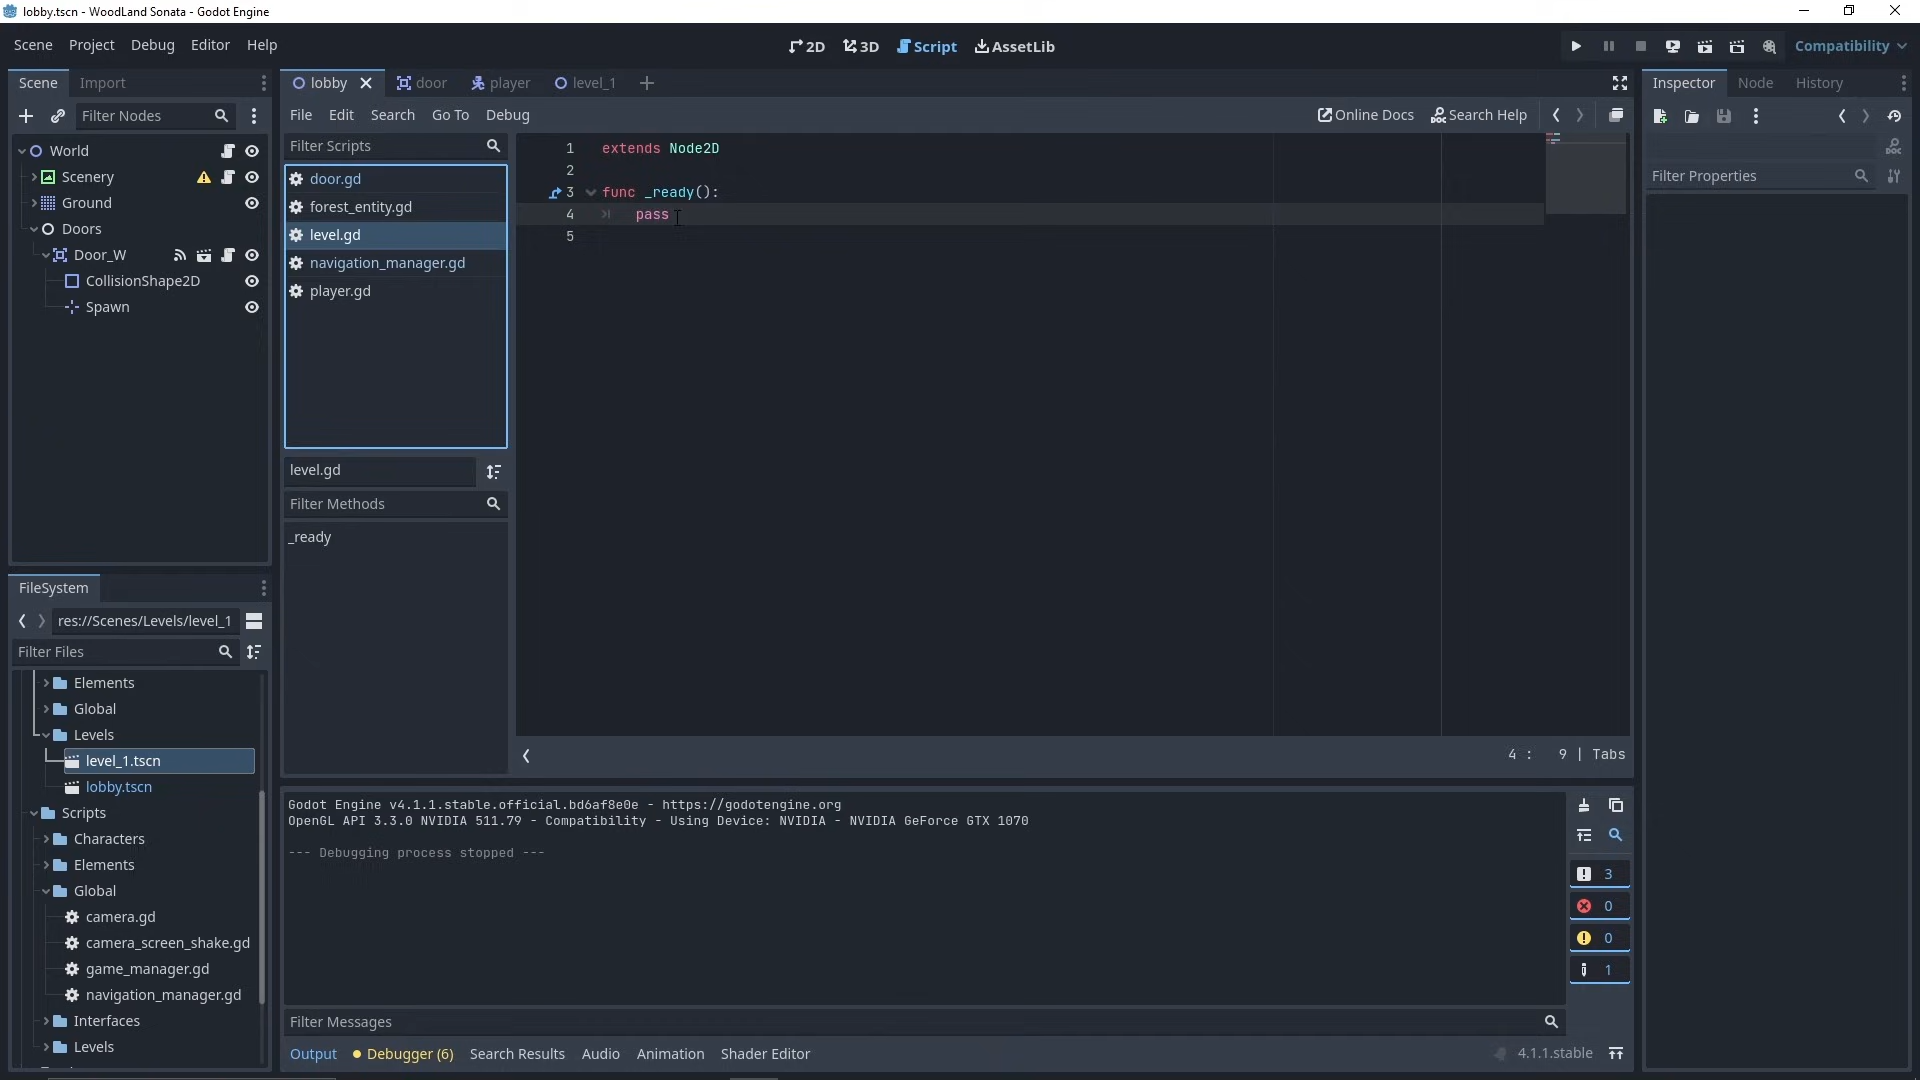 lobby.tscn - WoodLand Sonata - Godot Engine
Scene Project Debug Editor Help
2D 3D Script AssetLib
Compatibility
Scene Import
Filter Nodes
World
Scenery
Ground
Doors
Door_W
CollisionShape2D
Spawn
FileSystem
res://Scenes/Levels/level_1
Filter Files
Elements
Global
Levels
level_1.tscn
lobby.tscn
Scripts
Characters
Elements
Global
camera.gd
camera_screen_shake.gd
game_manager.gd
navigation_manager.gd
Interfaces
Levels
lobby door player level_1
File Edit Search Go To Debug
Online Docs Search Help
Filter Scripts
door.gd
forest_entity.gd
level.gd
navigation_manager.gd
player.gd
level.gd
Filter Methods
_ready
1 extends Node2D
2
3 func _ready():
4 pass
5
4 : 9 | Tabs
Godot Engine v4.1.1.stable.official.bd6af8e0e - https://godotengine.org
OpenGL API 3.3.0 NVIDIA 511.79 - Compatibility - Using Device: NVIDIA - NVIDIA GeForce GTX 1070
--- Debugging process stopped ---
3
0
0
1
Filter Messages
Output Debugger (6) Search Results Audio Animation Shader Editor
4.1.1.stable
Inspector Node History
Filter Properties